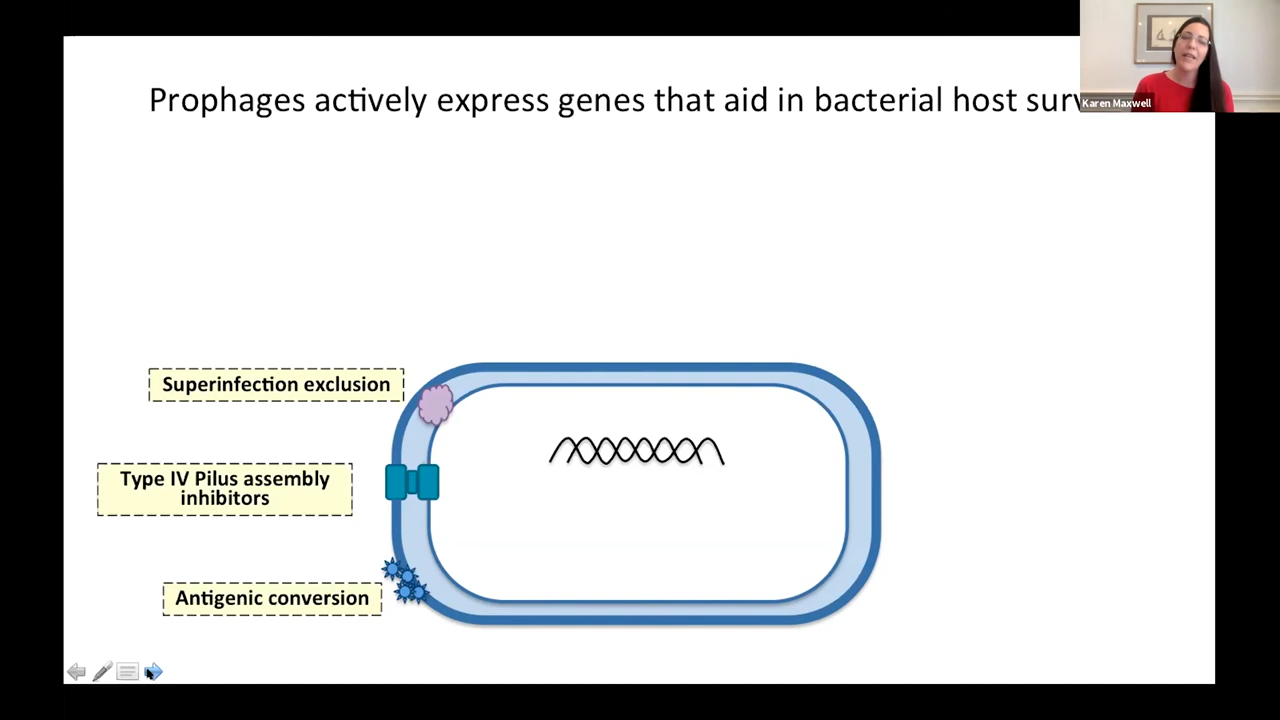 Prophages actively express genes that aid in bacterial host
Karen Maxwell
Superinfection exclusion
Type IV Pilus assembly
inhibitors
Antigenic conversion